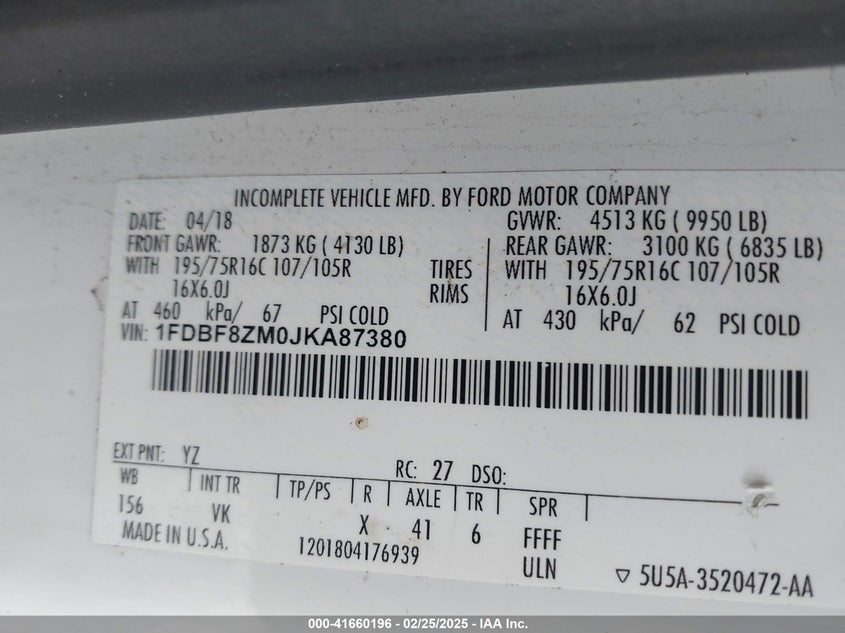 INCOMPLETE VEHICLE MFD. BY FORD MOTOR COMPANY
DATE: 04/18 GVWR: 4513 KG ( 9950 LB)
FRONT GAWR: 1873 KG ( 4130 LB) REAR GAWR: 3100 KG ( 6835 LB)
WITH 195/75R16C 107/105R TIRES WITH 195/75R16C 107/105R
16X6.0J RIMS 16X6.0J
AT 460 kPa/ 67 PSI COLD AT 430 kPa/ 62 PSI COLD
VIN: 1FDBF8ZM0JKA87380
EXT PNT: YZ RC: 27 DSO:
WB INT TR TP/PS R AXLE TR SPR
156 VK X 41 6 FFFF
MADE IN U.S.A. 1201804176939 ULN
▽ 5U5A-3520472-AA
000-41660196 - 02/25/2025 - IAA Inc.